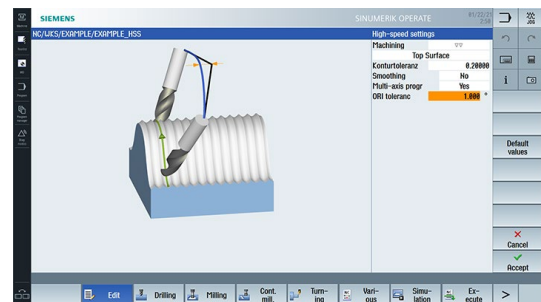 SIEMENS
SINUMERIK OPERATE
JOG
NC/WKS/EXAMPLE/EXAMPLE_HSS
High-speed settings
Machining ▽▽
Top Surface
Konturtoleranz 0.20000
Smoothing No
Multi-axis progr Yes
ORI toleranc 1.000 °
Default
values
Cancel
Accept
Edit
Drilling
Milling
Cont.
mill.
Turn-
ing
Vari-
ous
Simu-
lation
Ex-
ecute